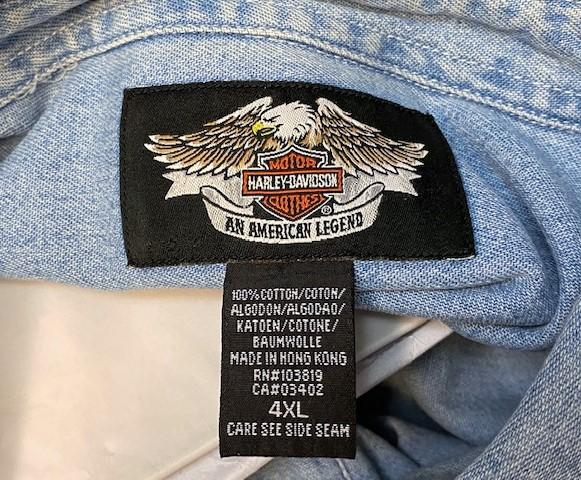 MOTOR
HARLEY-DAVIDSON
CLOTHES
®
AN AMERICAN LEGEND
100% COTTON/COTON/
ALGODON/ALGODAO/
KATOEN/COTONE/
BAUMWOLLE
MADE IN HONG KONG
RN#103819
CA#03402
4XL
CARE SEE SIDE SEAM